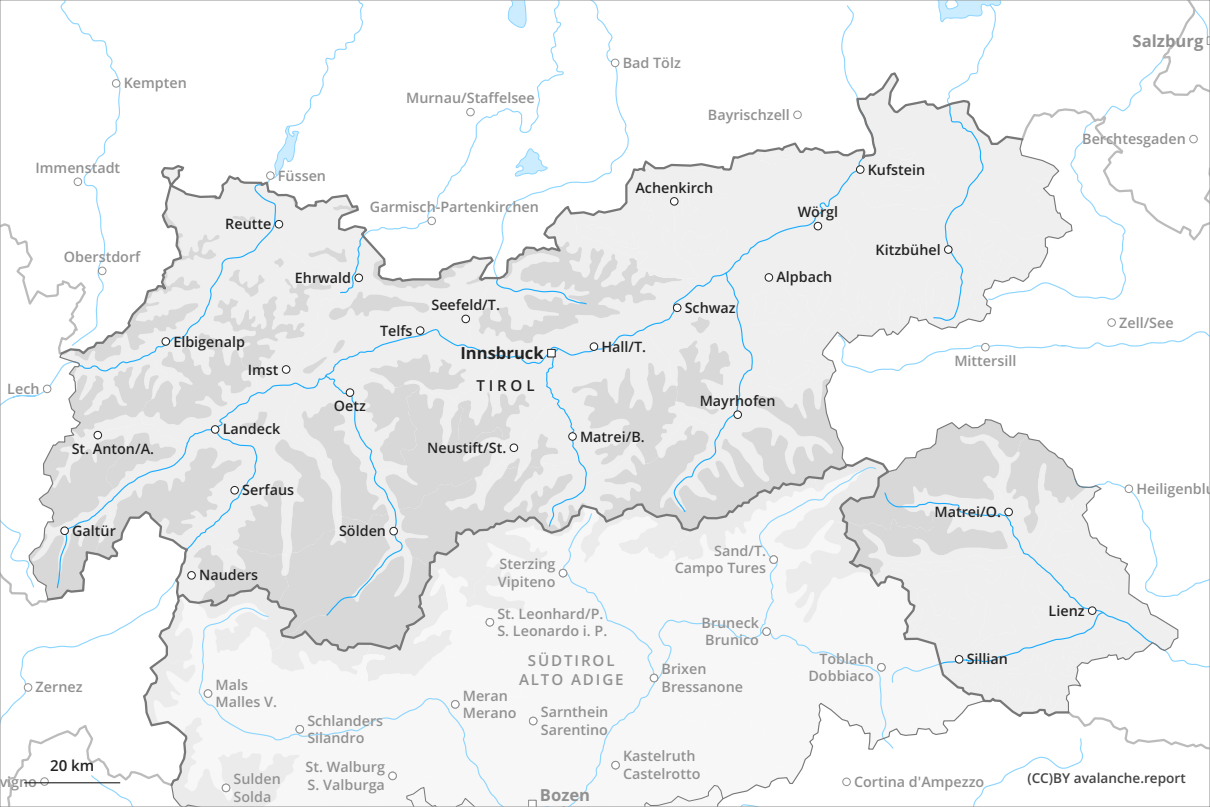 Salzburg
Bad Tölz
Kempten
Murnau/Staffelsee
Bayrischzell
Berchtesgaden
Immenstadt
Füssen
Kufstein
Achenkirch
Garmisch-Partenkirchen
Reutte
Wörgl
Kitzbühel
Oberstdorf
Ehrwald
Alpbach
Seefeld/T.
Schwaz
Zell/See
Telfs
Elbigenalp
Innsbruck
Hall/T.
Mittersill
Imst
TIROL
Lech
Oetz
Mayrhofen
Landeck
Matrei/B.
St. Anton/A.
Neustift/St.
Serfaus
Heiligenblu
Matrei/O.
Galtür
Sölden
Sand/T.
Campo Tures
Sterzing
Vipiteno
Nauders
St. Leonhard/P.
S. Leonardo i. P.
Lienz
Bruneck
Brunico
SÜDTIROL
ALTO ADIGE
Toblach
Dobbiaco
Sillian
Brixen
Bressanone
Zernez
Mals
Malles V.
Meran
Merano
Sarnthein
Sarentino
Schlanders
Silandro
Kastelruth
Castelrotto
20 km
St. Walburg
S. Valburga
vigno
Sulden
Solda
Cortina d'Ampezzo
(CC)BY avalanche.report
Bozen